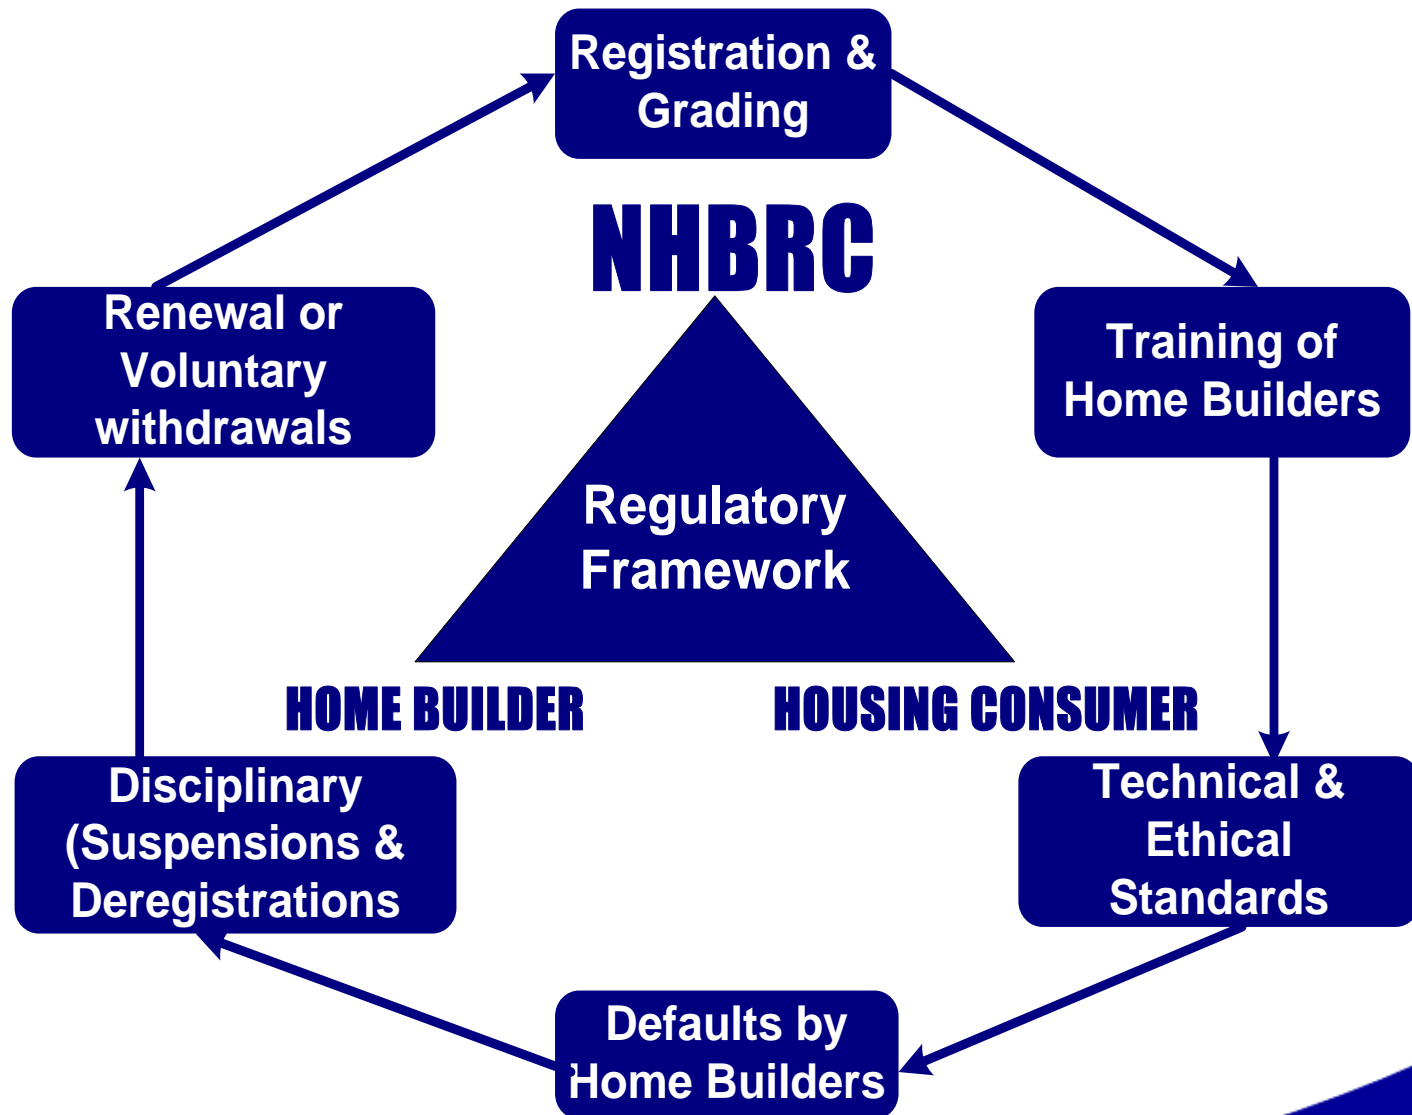 Registration &
Grading
NHBRC
Renewal or
Voluntary
withdrawals
Training of
Home Builders
Regulatory
Framework
HOME BUILDER
HOUSING CONSUMER
Disciplinary
(Suspensions &
Deregistrations
Technical &
Ethical
Standards
Defaults by
Home Builders